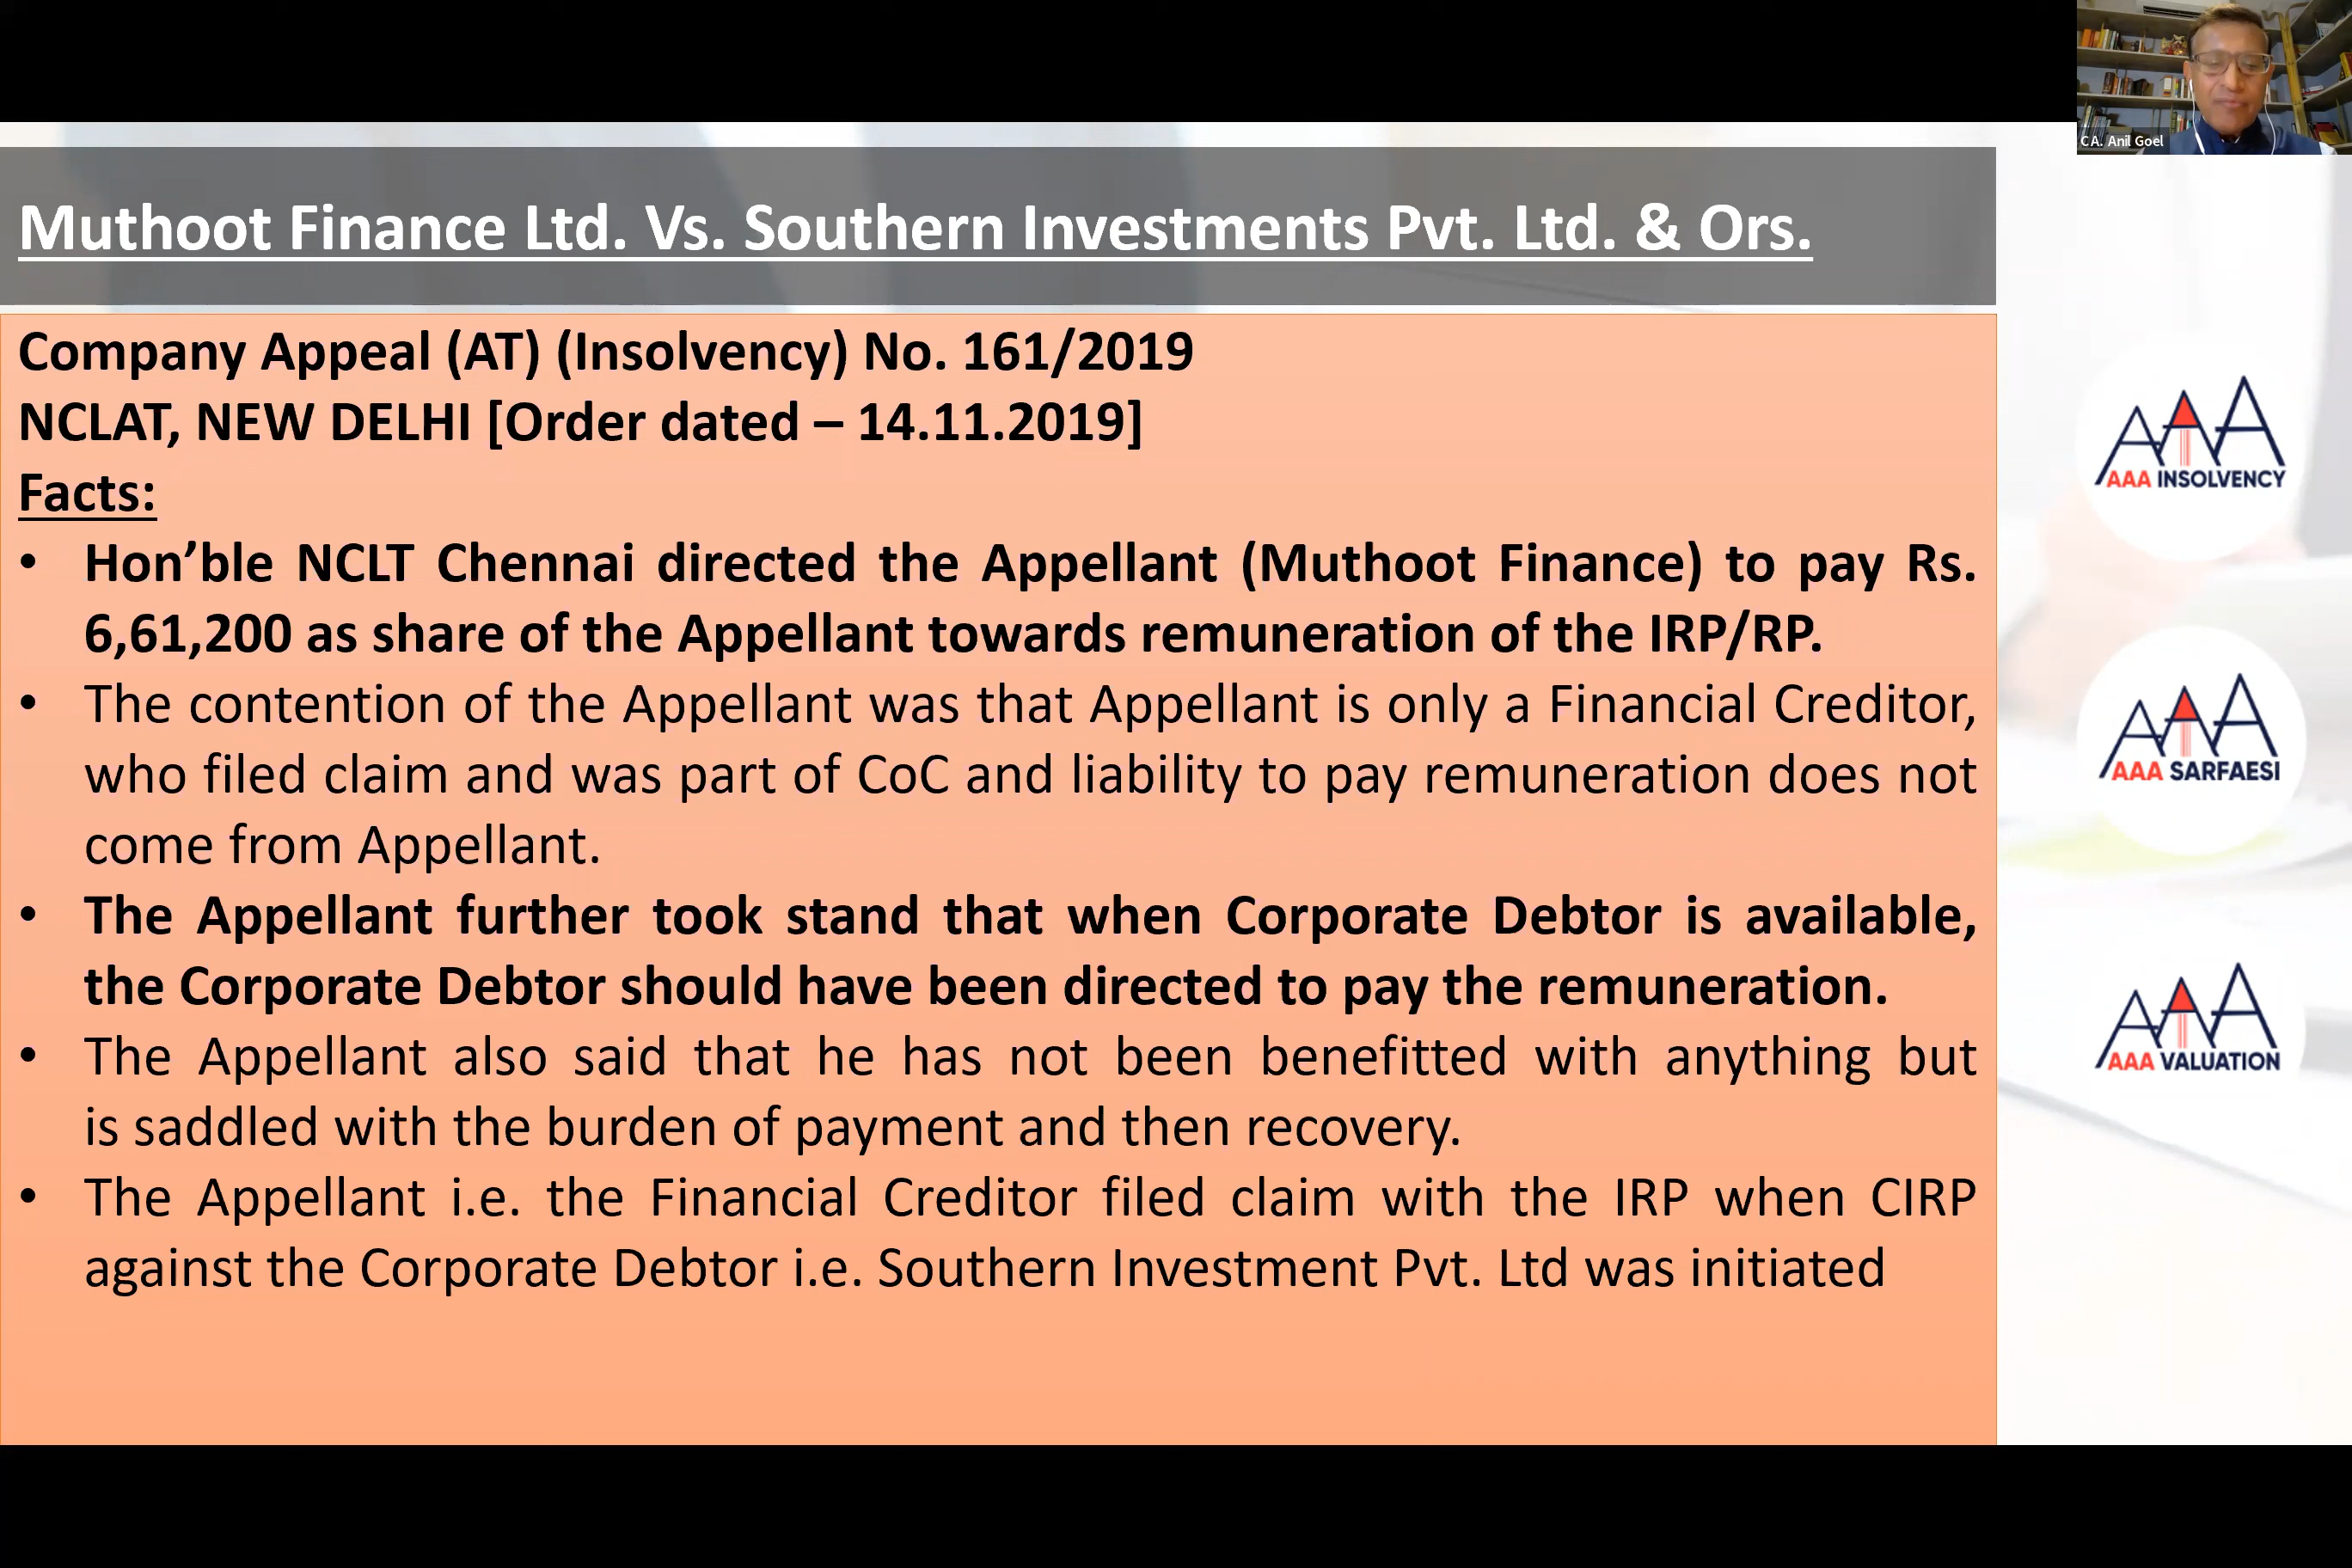 CA. Anil Goel
Muthoot Finance Ltd. Vs. Southern Investments Pvt. Ltd. & Ors.
Company Appeal (AT) (Insolvency) No. 161/2019
NCLAT, NEW DELHI [Order dated – 14.11.2019]
Facts:
• Hon’ble NCLT Chennai directed the Appellant (Muthoot Finance) to pay Rs.
6,61,200 as share of the Appellant towards remuneration of the IRP/RP.
• The contention of the Appellant was that Appellant is only a Financial Creditor,
who filed claim and was part of CoC and liability to pay remuneration does not
come from Appellant.
• The Appellant further took stand that when Corporate Debtor is available,
the Corporate Debtor should have been directed to pay the remuneration.
• The Appellant also said that he has not been benefitted with anything but
is saddled with the burden of payment and then recovery.
• The Appellant i.e. the Financial Creditor filed claim with the IRP when CIRP
against the Corporate Debtor i.e. Southern Investment Pvt. Ltd was initiated
AAA INSOLVENCY
AAA SARFAESI
AAA VALUATION